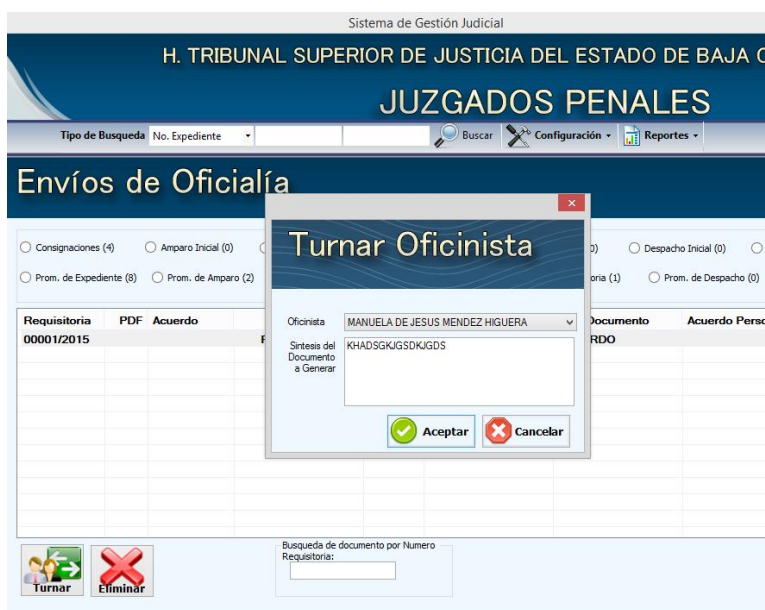 Sistema de Gestión Judicial
H. TRIBUNAL SUPERIOR DE JUSTICIA DEL ESTADO DE BAJA C
JUZGADOS PENALES
Tipo de Busqueda No. Expediente Buscar Configuración Reportes
Envíos de Oficialía
Turnar Oficinista
Consignaciones (4) Amparo Inicial (0) 0) Despacho Inicial (0)
Prom. de Expediente (8) Prom. de Amparo (2) oria (1) Prom. de Despacho (0)
Requisitoria PDF Acuerdo Documento Acuerdo Perso
00001/2015 RDO
Oficinista MANUELA DE JESUS MENDEZ HIGUERA
Sintesis del Documento a Generar
KHADSGKJGSDKJGDS
Aceptar Cancelar
Busqueda de documento por Numero
Requisitoria:
Turnar Eliminar